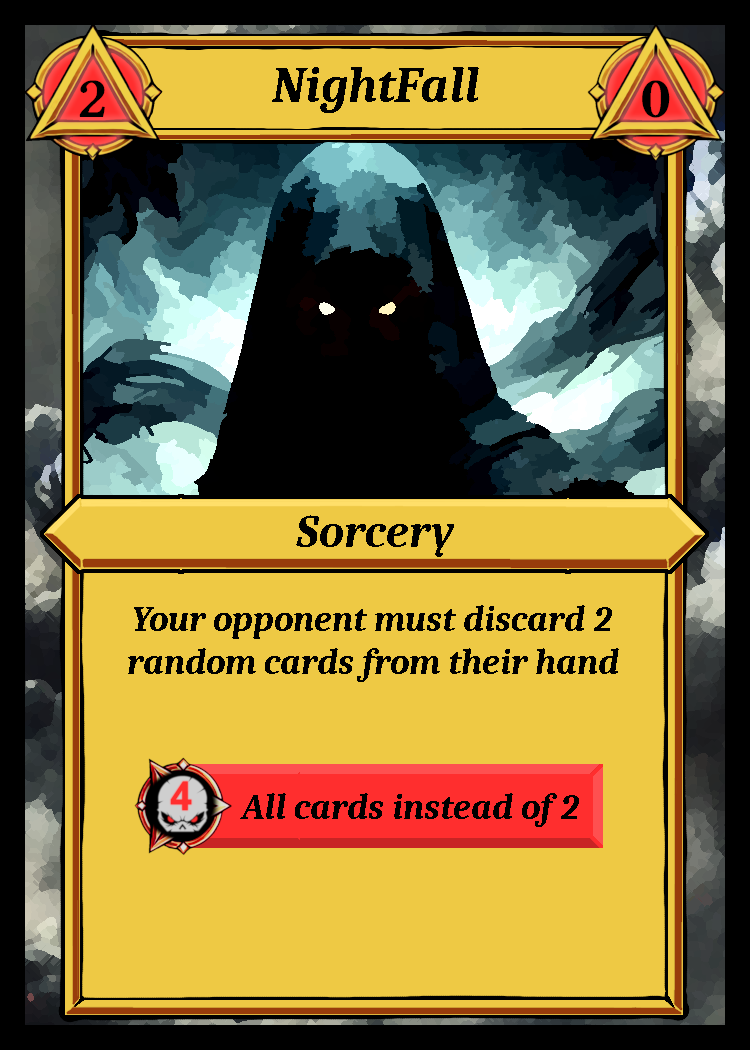 2
NightFall
0
Sorcery
Your opponent must discard 2
random cards from their hand
4
All cards instead of 2